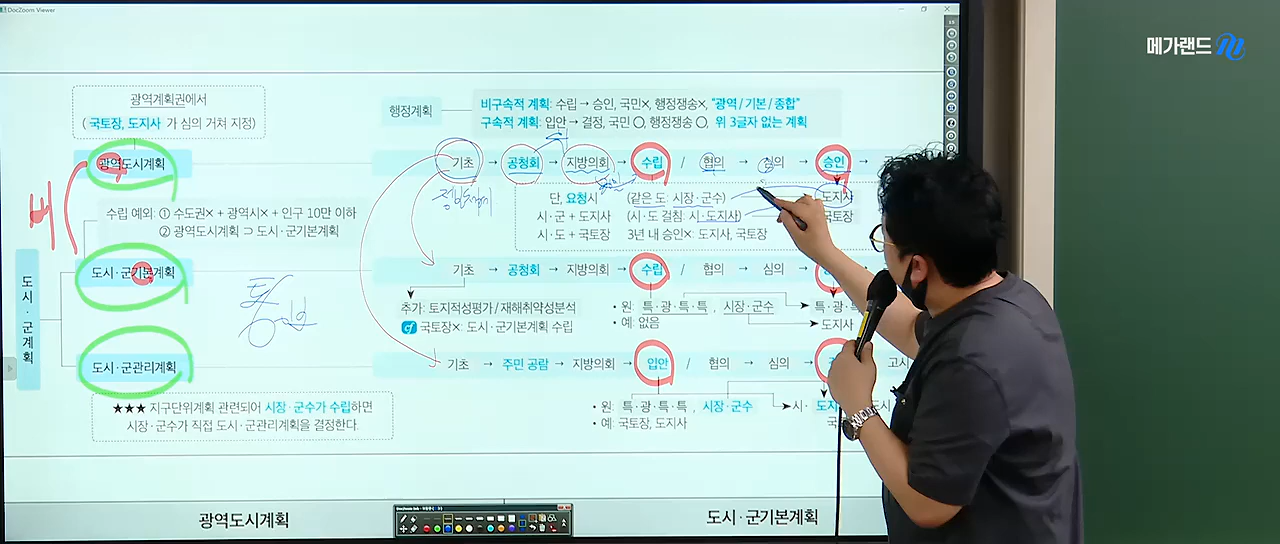 DocZoom Viewer
메가랜드
광역계획권에서
( 국토장, 도지사 가 심의 거쳐 지정)
행정계획
비구속적 계획: 수립 → 승인, 국민×, 행정쟁송×, "광역 / 기본 / 종합"
구속적 계획: 입안 → 결정, 국민 〇, 행정쟁송 〇, 위 3글자 없는 계획
광역도시계획
기초 → 공청회 → 지방의회 → 수립 / 협의 → 심의 → 승인 →
수립 예외: ① 수도권× + 광역시× + 인구 10만 이하
② 광역도시계획 ⊃ 도시·군기본계획
단, 요청시 (같은 도: 시장·군수) 도지사
시·군 + 도지사 (시·도 걸침: 시·도지사) 국토장
시·도 + 국토장 3년 내 승인×: 도지사, 국토장
도시·군계획
도시·군기본계획
기초 → 공청회 → 지방의회 → 수립 / 협의 → 심의 →
추가: 토지적성평가 / 재해취약성분석
cf 국토장×: 도시·군기본계획 수립
• 원: 특·광·특·특 , 시장·군수 → 특·광·특
• 예: 없음 → 도지사
도시·군관리계획
기초 → 주민 공람 → 지방의회 → 입안 / 협의 → 심의 → 고시
★★★ 지구단위계획 관련되어 시장·군수가 수립하면
시장·군수가 직접 도시·군관리계획을 결정한다.
• 원: 특·광·특·특 , 시장·군수 → 시·도지
• 예: 국토장, 도지사
광역도시계획
도시·군기본계획